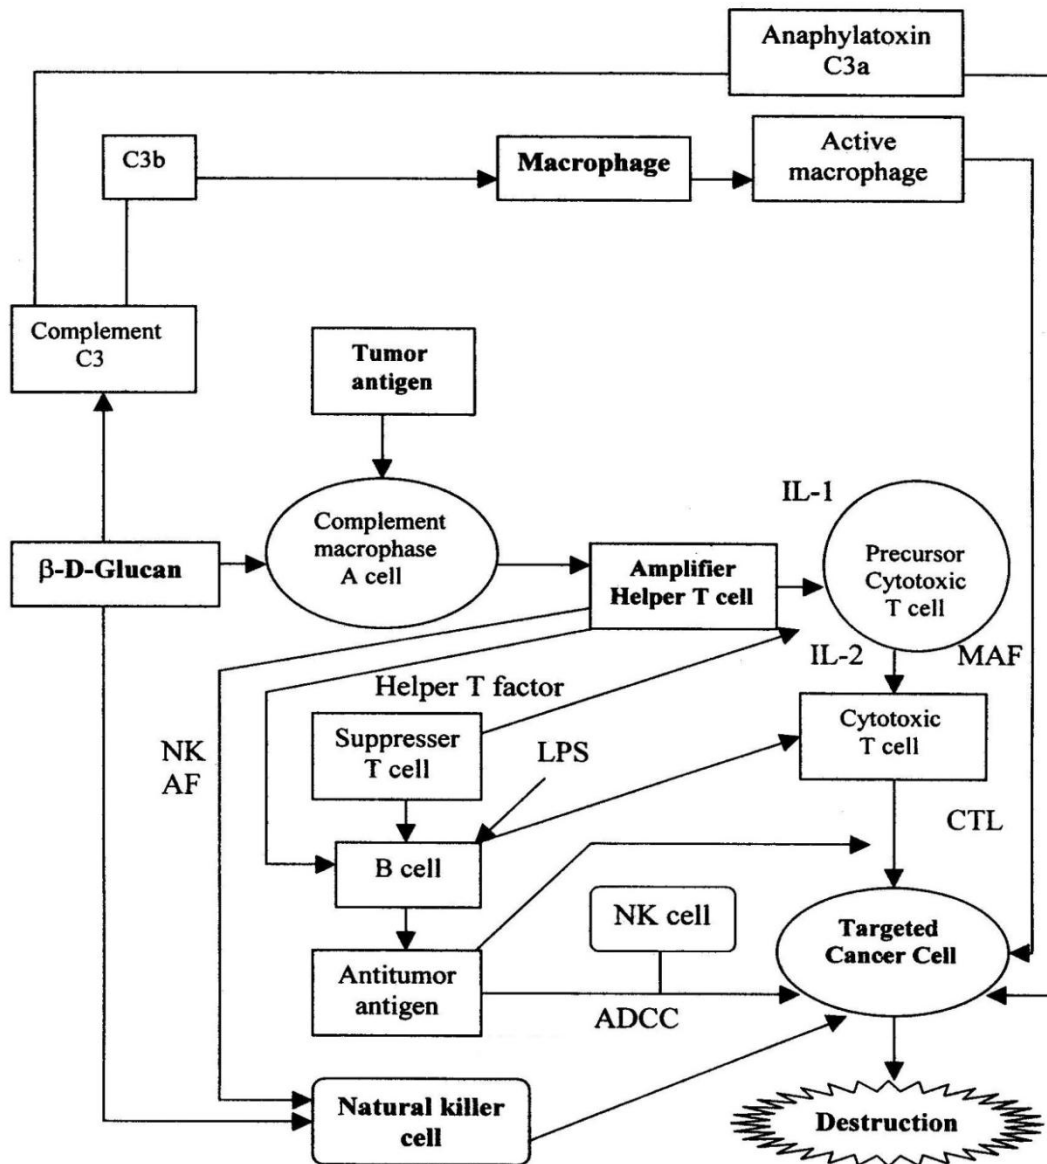 Anaphylatoxin
C3a
C3b
Macrophage
Active
macrophage
Complement
C3
Tumor
antigen
IL-1
Complement
macrophase
A cell
Precursor
Cytotoxic
T cell
β-D-Glucan
Amplifier
Helper T cell
IL-2
MAF
Helper T factor
Suppresser
T cell
LPS
Cytotoxic
T cell
NK
AF
CTL
B cell
NK cell
Targeted
Cancer Cell
Antitumor
antigen
ADCC
Natural killer
cell
Destruction